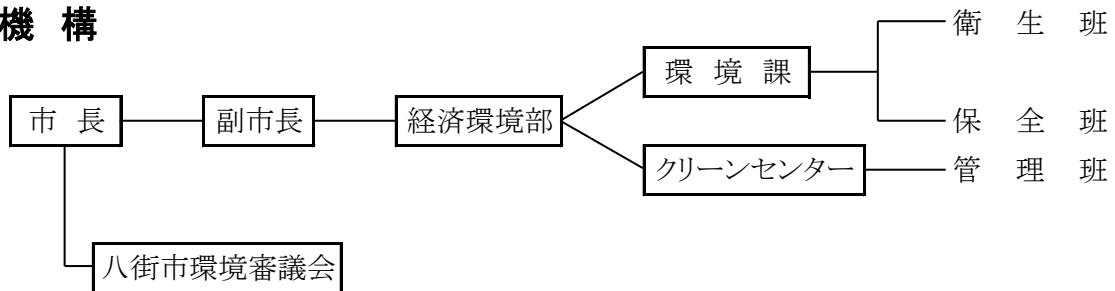 機 構
市 長
副市長
経済環境部
環 境 課
衛 生 班
保 全 班
クリーンセンター
管 理 班
八街市環境審議会